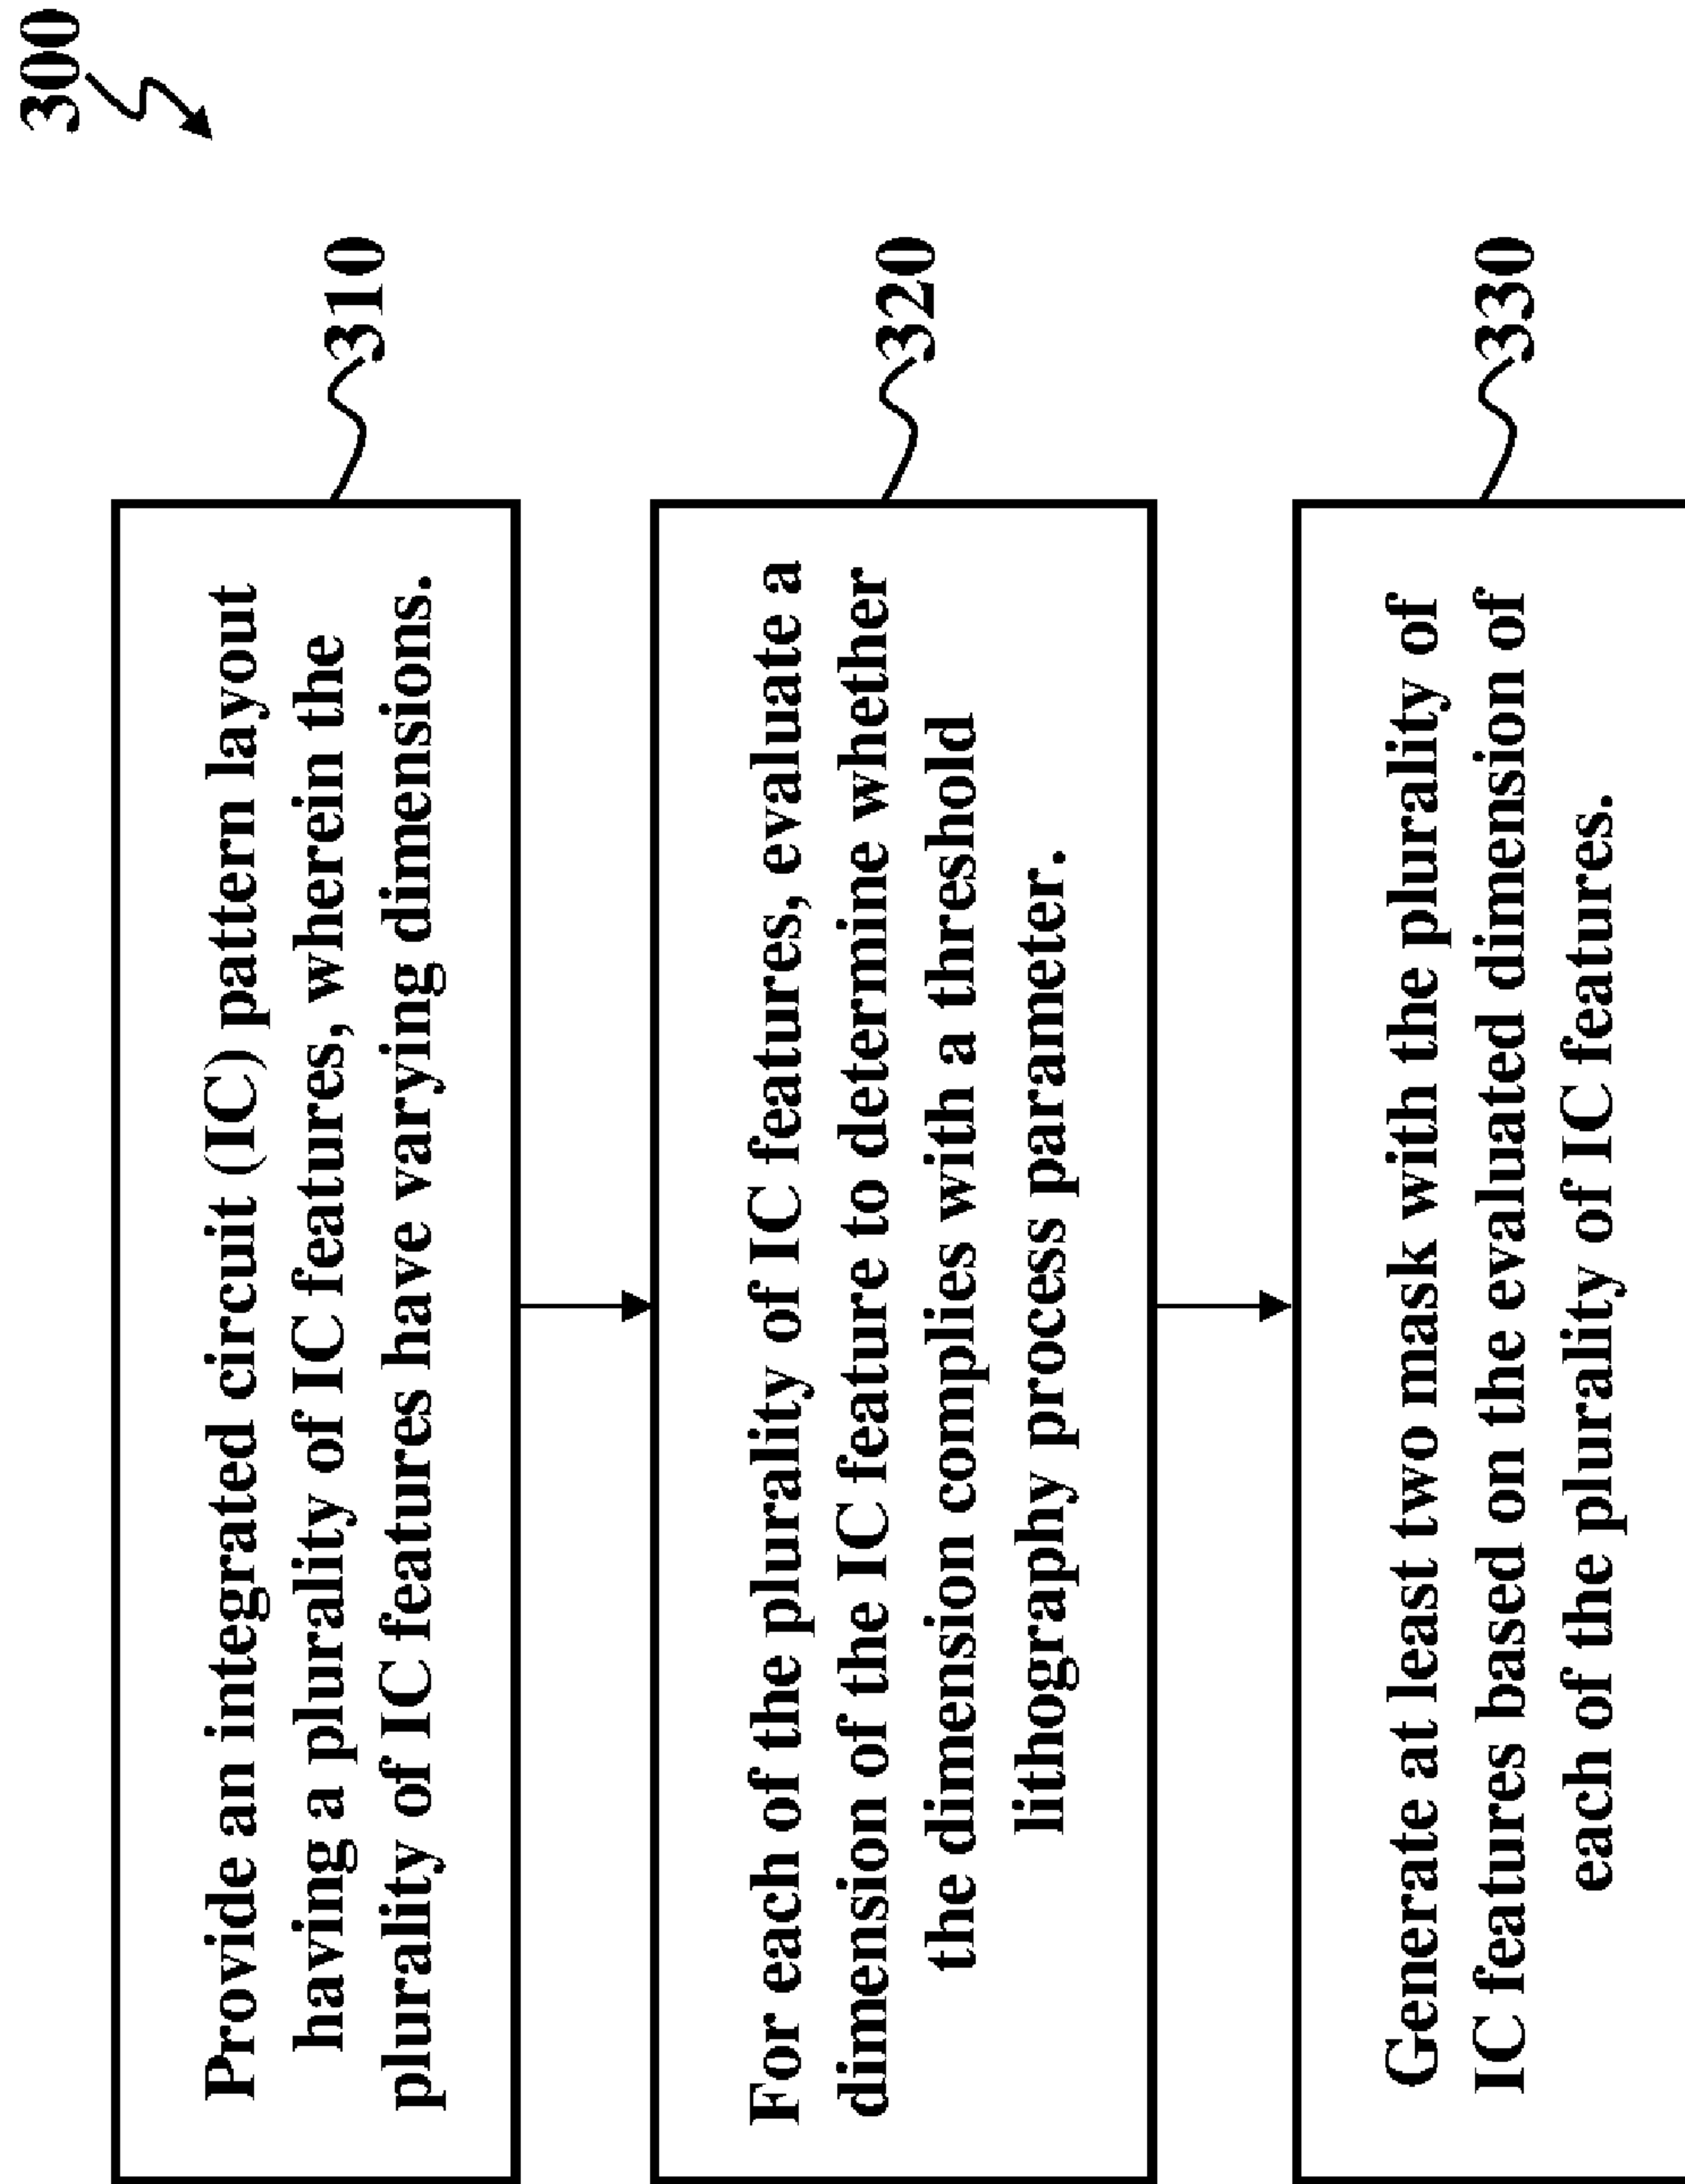 300
Provide an integrated circuit (IC) pattern layout
having a plurality of IC features, wherein the
plurality of IC features have varying dimensions.
310
For each of the plurality of IC features, evaluate a
dimension of the IC feature to determine whether
the dimension complies with a threshold
lithography process parameter.
320
Generate at least two mask with the plurality of
IC features based on the evaluated dimension of
each of the plurality of IC features.
330